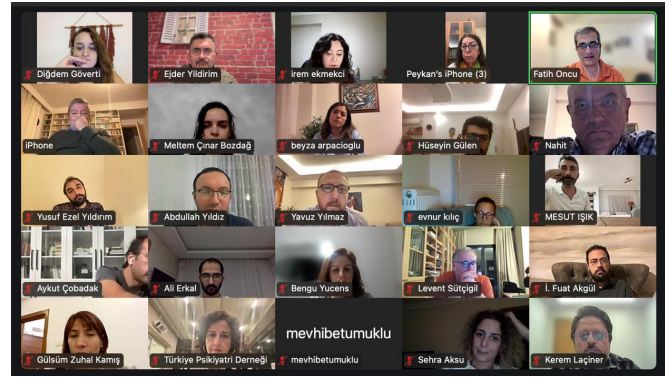 Diğdem Göverti
Ejder Yildirim
irem ekmekci
Peykan's iPhone (3)
Fatih Oncu
iPhone
Meltem Çınar Bozdağ
beyza arpacioglu
Hüseyin Gülen
Nahit
Yusuf Ezel Yıldırım
Abdullah Yıldız
Yavuz Yılmaz
evnur kılıç
MESUT IŞIK
Aykut Çobadak
Ali Erkal
Bengu Yucens
Levent Sütçigil
İ. Fuat Akgül
Gülsüm Zuhal Kamış
Türkiye Psikiyatri Derneği
mevhibetumuklu
mevhibetumuklu
Sehra Aksu
Kerem Laçiner